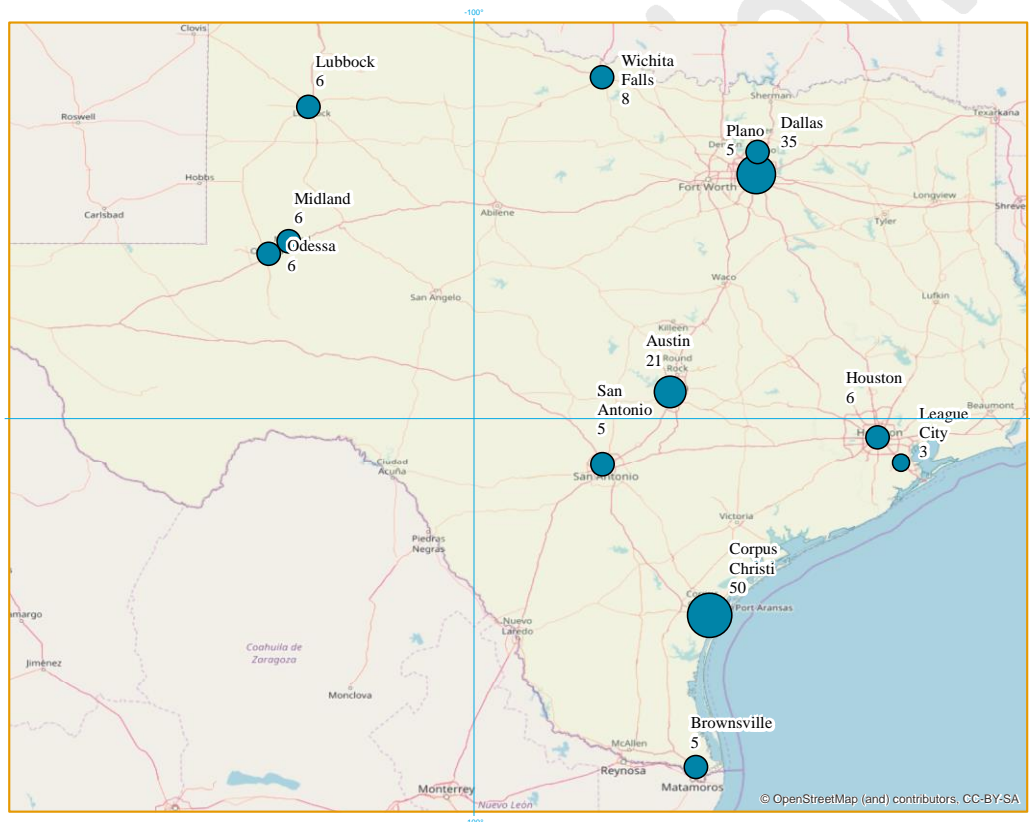 -100°
Clovis
Lubbock
6
Wichita
Falls
8
Sherman
Texarkana
Roswell
Dallas
35
Plano
5
Fort Worth
Hobbs
Carlsbad
Midland
6
Odessa
6
Abilene
Longview
Tyler
Waco
San Angelo
Lufkin
Killeen
Austin
21
Round
Rock
San
Antonio
5
Houston
6
Beaumont
League
City
3
Ciudad
Acuña
San Antonio
Victoria
Piedras
Negras
Corpus
Christi
50
Port Aransas
Nuevo
Laredo
Coahuila de
Zaragoza
Jiménez
Monclova
Brownsville
5
McAllen
Reynosa
Matamoros
Monterrey
Nuevo León
© OpenStreetMap (and) contributors, CC-BY-SA